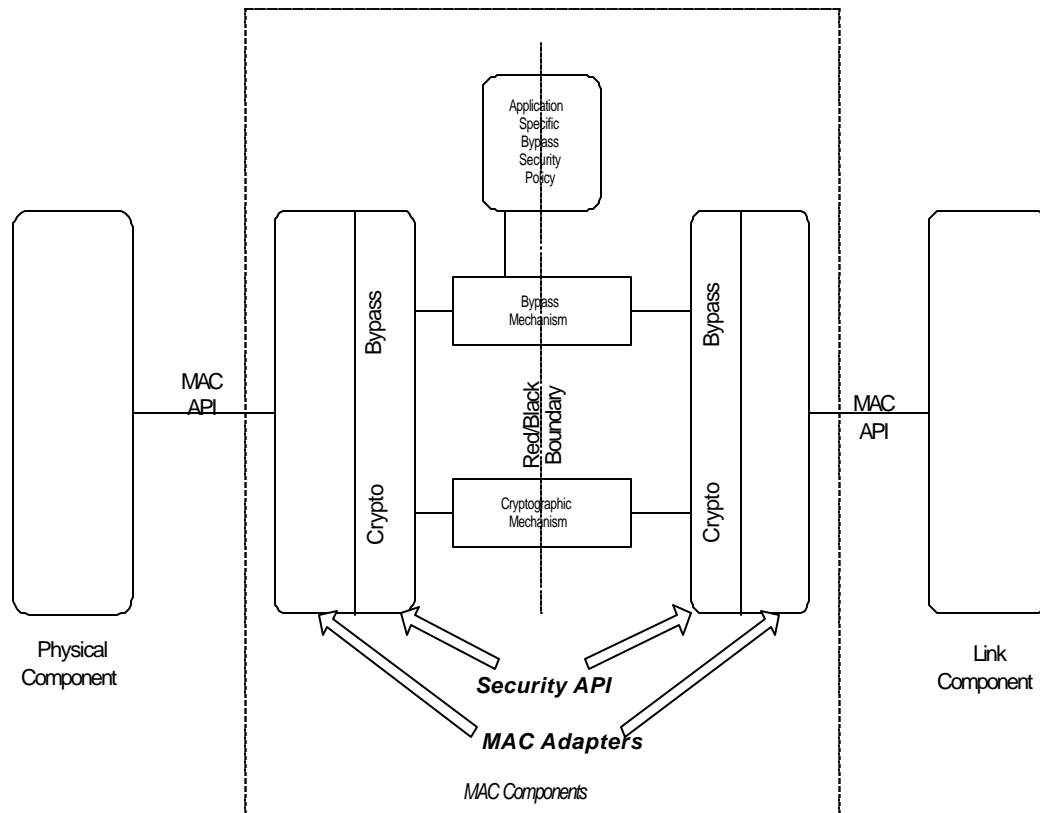 Application
Specific
Bypass
Security
Policy
Bypass
Bypass
Mechanism
Bypass
MAC
API
Red/Black
Boundary
MAC
API
Crypto
Cryptographic
Mechanism
Crypto
Physical
Component
Security API
Link
Component
MAC Adapters
MAC Components